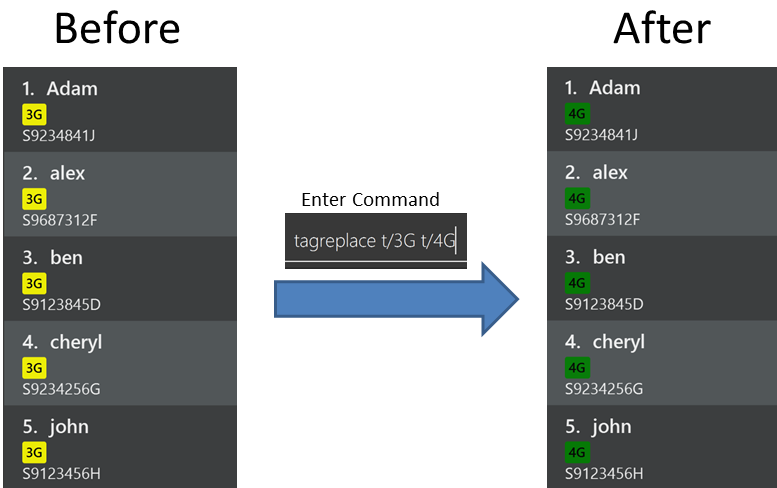 Before
1. Adam
3G
S9234841J
2. alex
3G
S9687312F
3. ben
3G
S9123845D
4. cheryl
3G
S9234256G
5. john
3G
S9123456H
Enter Command
tagreplace t/3G t/4G
After
1. Adam
4G
S9234841J
2. alex
4G
S9687312F
3. ben
4G
S9123845D
4. cheryl
4G
S9234256G
5. john
4G
S9123456H